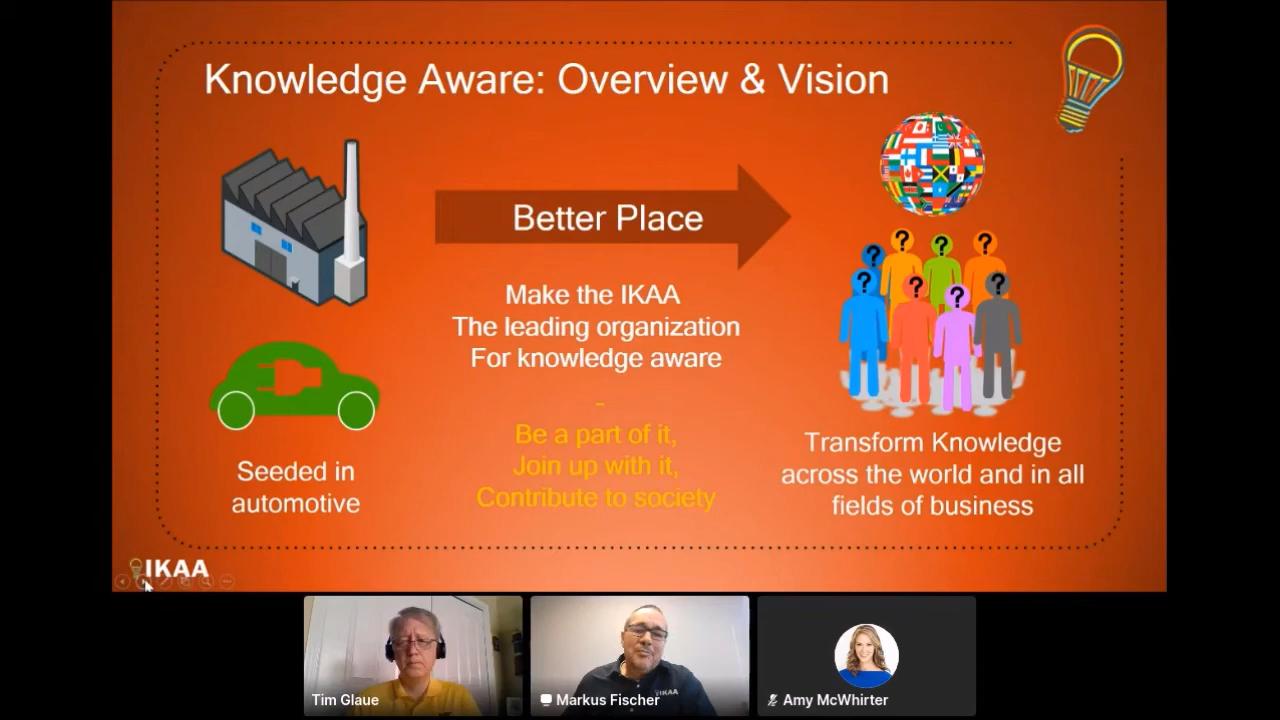 Knowledge Aware: Overview & Vision
Better Place
Make the IKAA
The leading organization
For knowledge aware
-
Be a part of it,
Join up with it,
Contribute to society
Seeded in
automotive
? ? ? ? ? ? ? ?
Transform Knowledge
across the world and in all
fields of business
IKAA
IKAA
Tim Glaue
Markus Fischer
Amy McWhirter